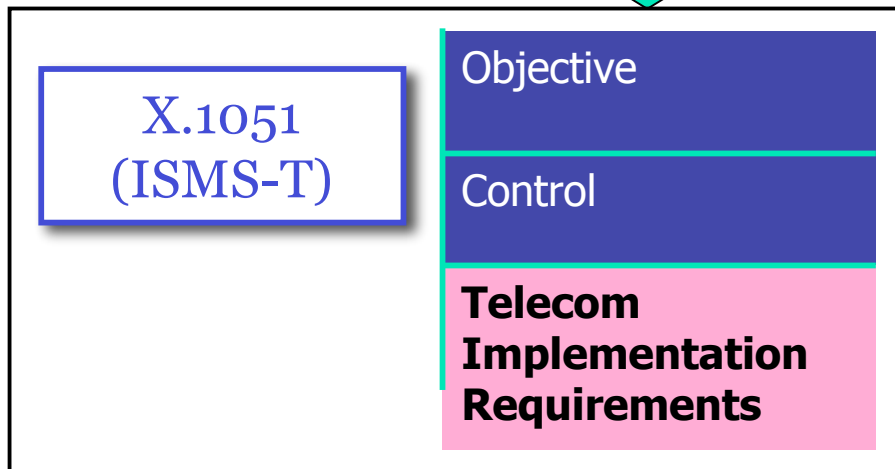 X.1051
(ISMS-T)
Objective
Control
Telecom
Implementation
Requirements